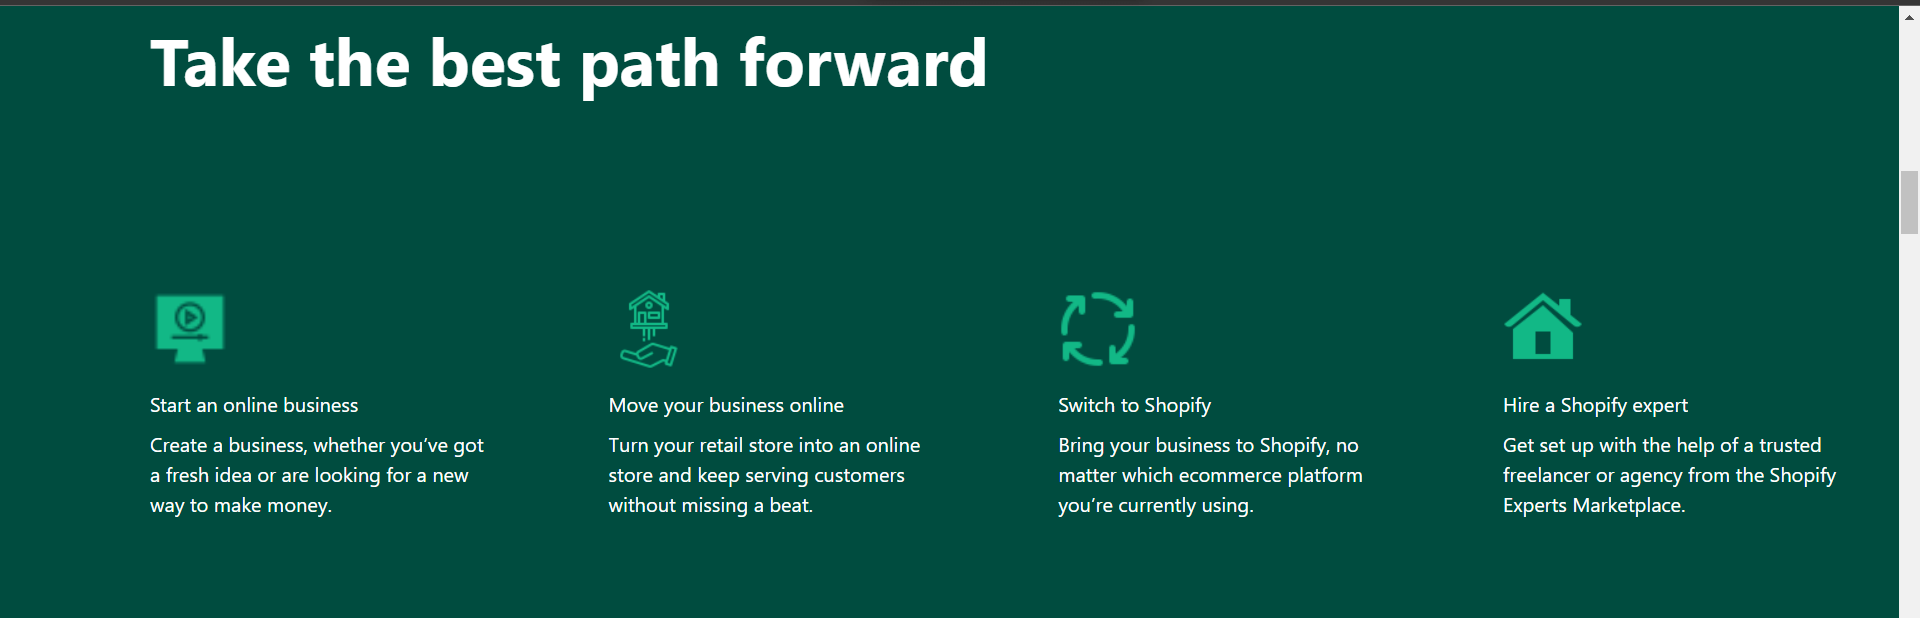 Take the best path forward
Start an online business
Create a business, whether you’ve got
a fresh idea or are looking for a new
way to make money.
Move your business online
Turn your retail store into an online
store and keep serving customers
without missing a beat.
Switch to Shopify
Bring your business to Shopify, no
matter which ecommerce platform
you’re currently using.
Hire a Shopify expert
Get set up with the help of a trusted
freelancer or agency from the Shopify
Experts Marketplace.